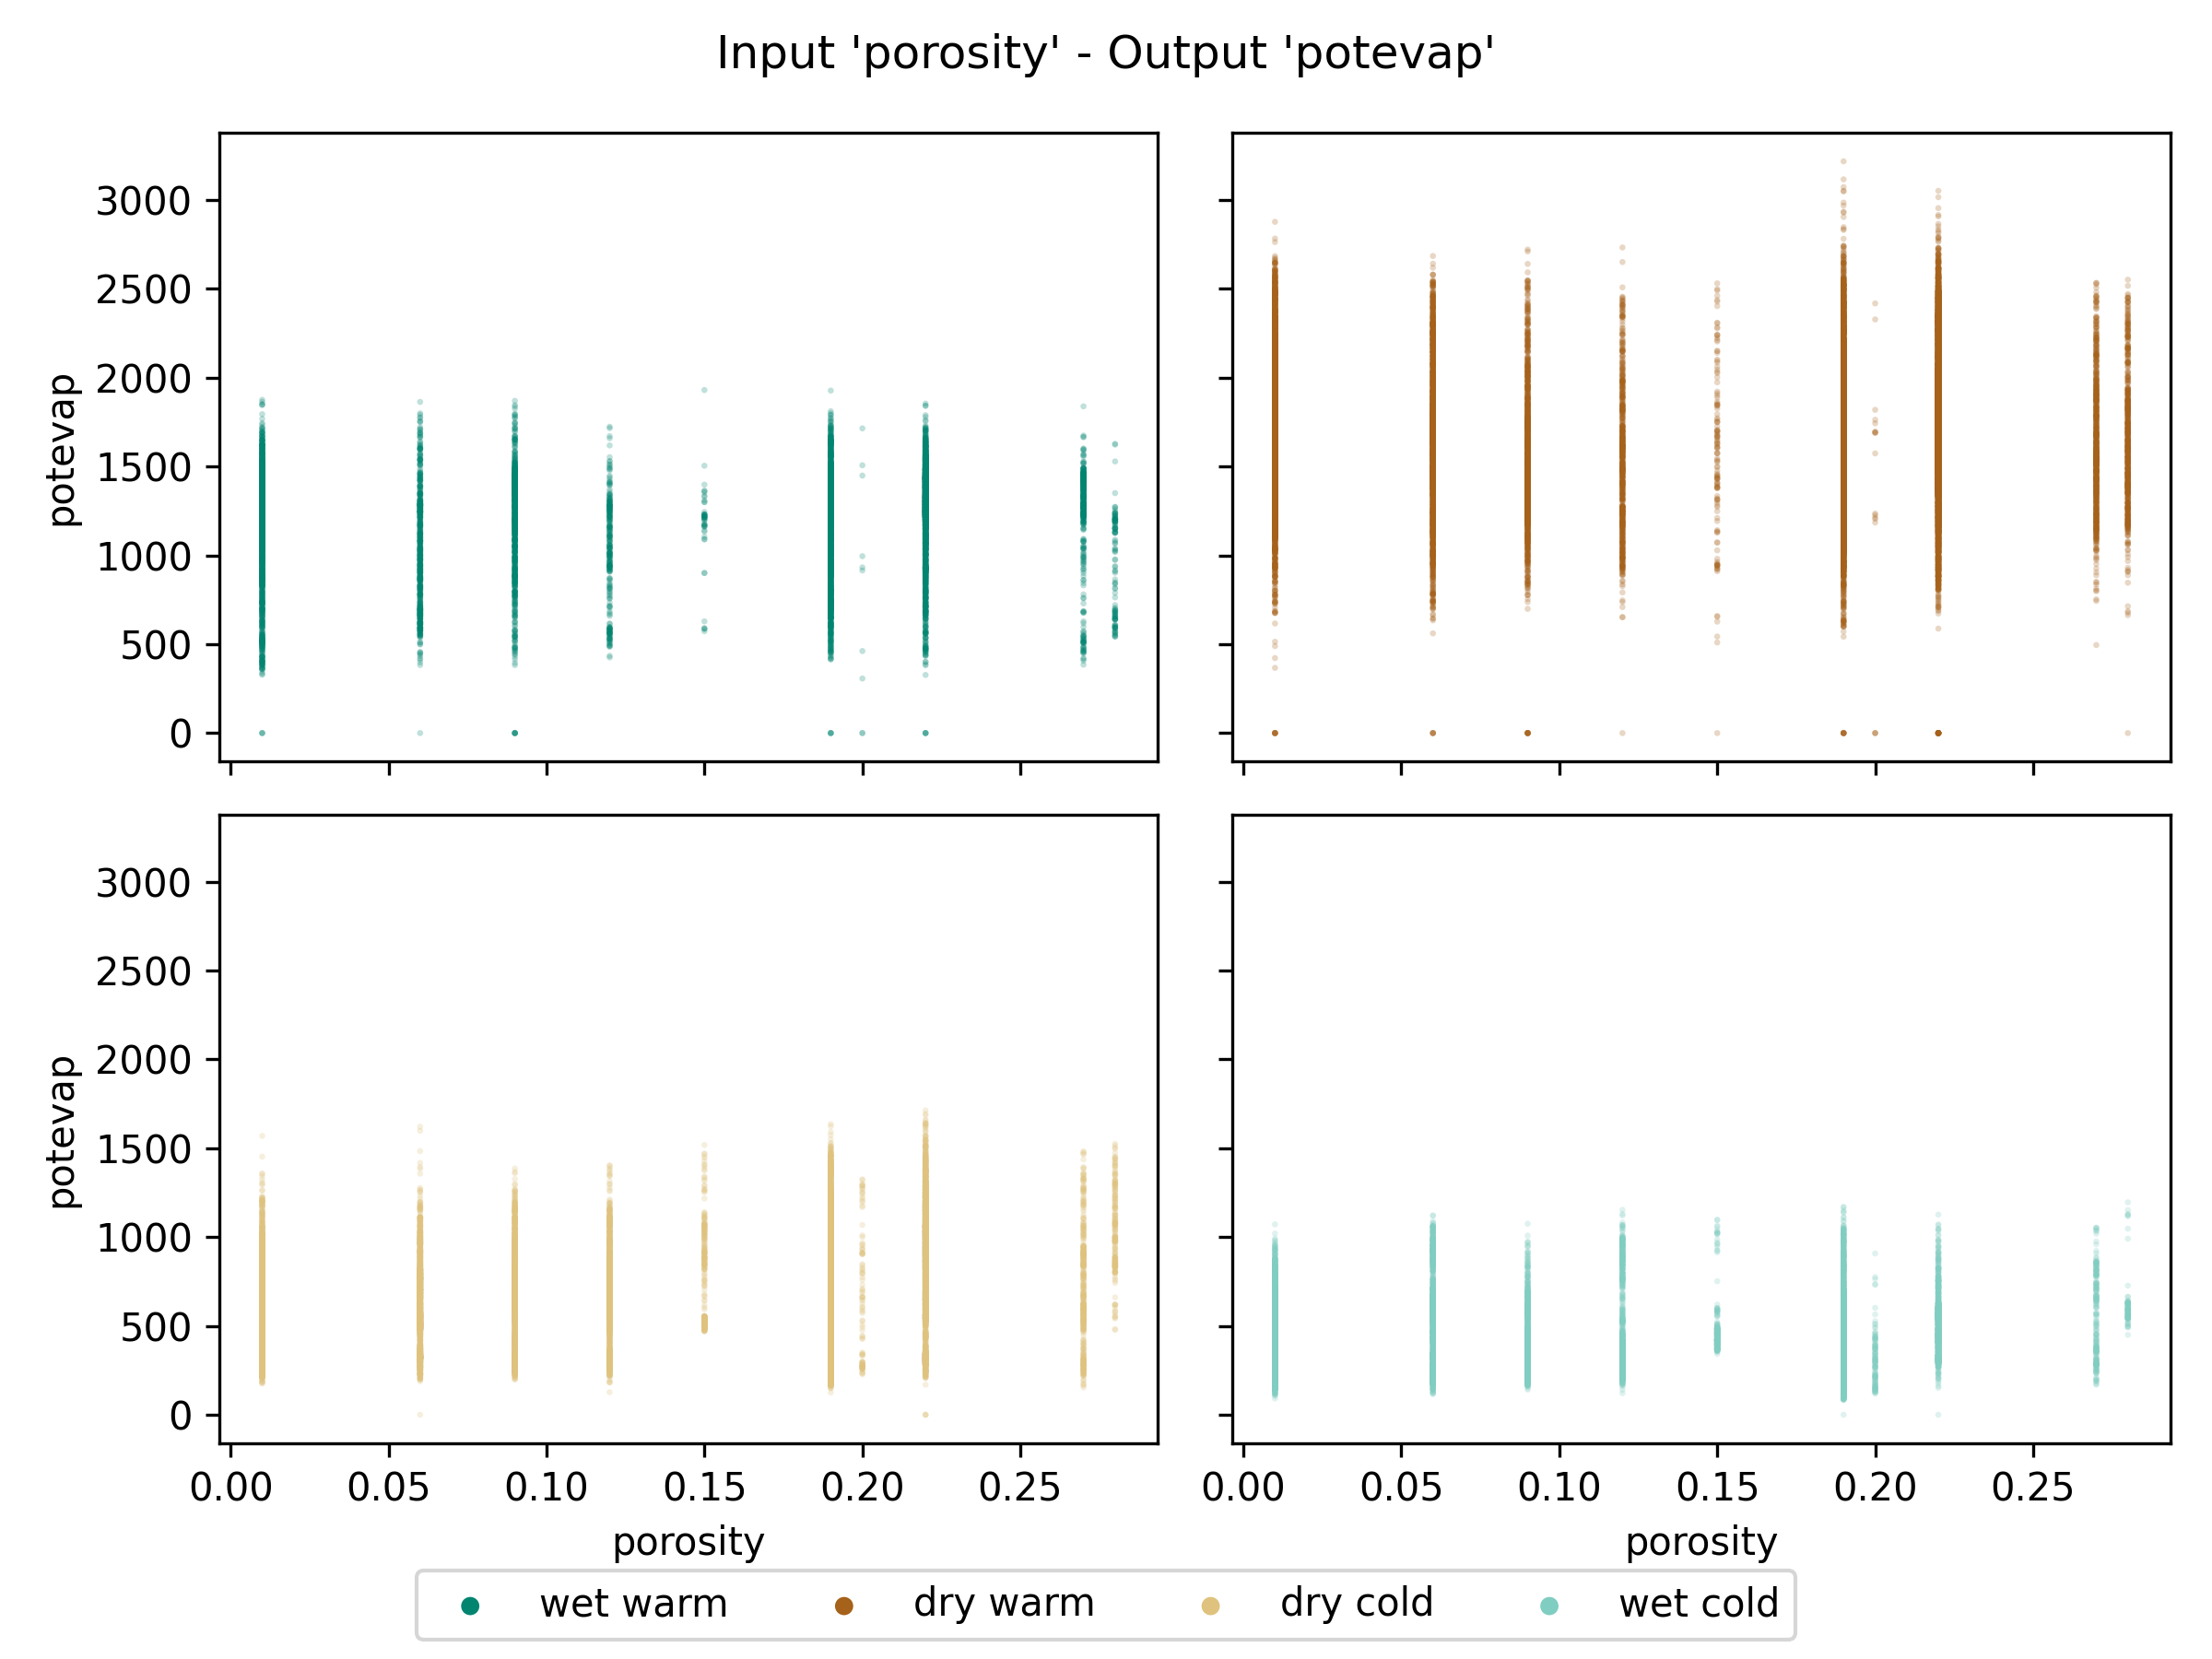 Input 'porosity' - Output 'potevap'
3000
2500
2000
1500
1000
500
0
potevap
3000
2500
2000
1500
1000
500
0
potevap
0.00 0.05 0.10 0.15 0.20 0.25
porosity
0.00 0.05 0.10 0.15 0.20 0.25
porosity
wet warm dry warm dry cold wet cold